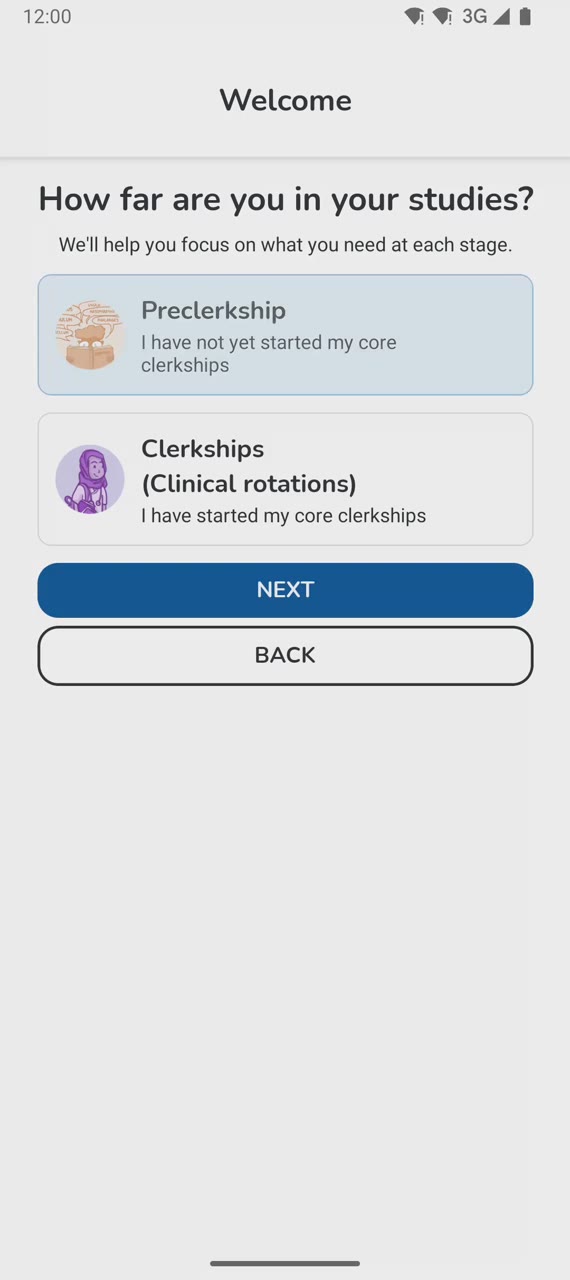 12:00
3G
Welcome
How far are you in your studies?
We'll help you focus on what you need at each stage.
Preclerkship
I have not yet started my core
clerkships
Clerkships
(Clinical rotations)
I have started my core clerkships
NEXT
BACK